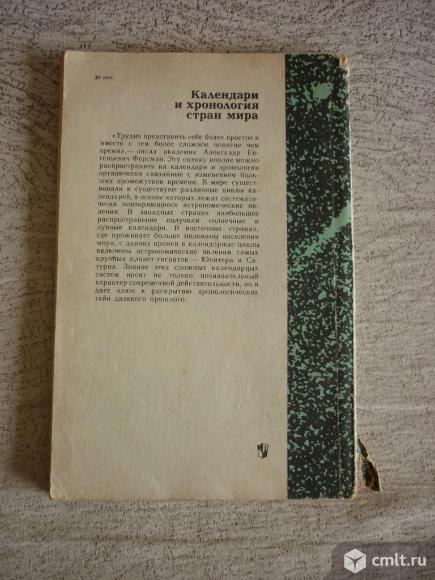 30 коп.
Календари
и хронология
стран мира
«Трудно представить себе более простое и
вместе с тем более сложное понятие чем
время»,— писал академик Александр Ев-
геньевич Ферсман. Эту оценку вполне можно
распространить на календари и хронологии
органически связанные с изменением боль-
ших промежутков времени. В мире сущест-
вовали и существуют различные циклы ка-
лендарей, в основе которых лежат системати-
чески повторяющиеся астрономические яв-
ления. В западных странах наибольшее
распространение получили солнечные и
лунные календари. В восточных странах,
где проживает больше половины населения
мира, с давних времен в календарные циклы
включены астрономические явления самых
крупных планет-гигантов — Юпитера и Са-
турна. Знание этих сложных календарных
систем носит не только познавательный
характер современной действительности, но и
дает ключ к раскрытию хронологических
тайн далекого прошлого.
cmlt.ru